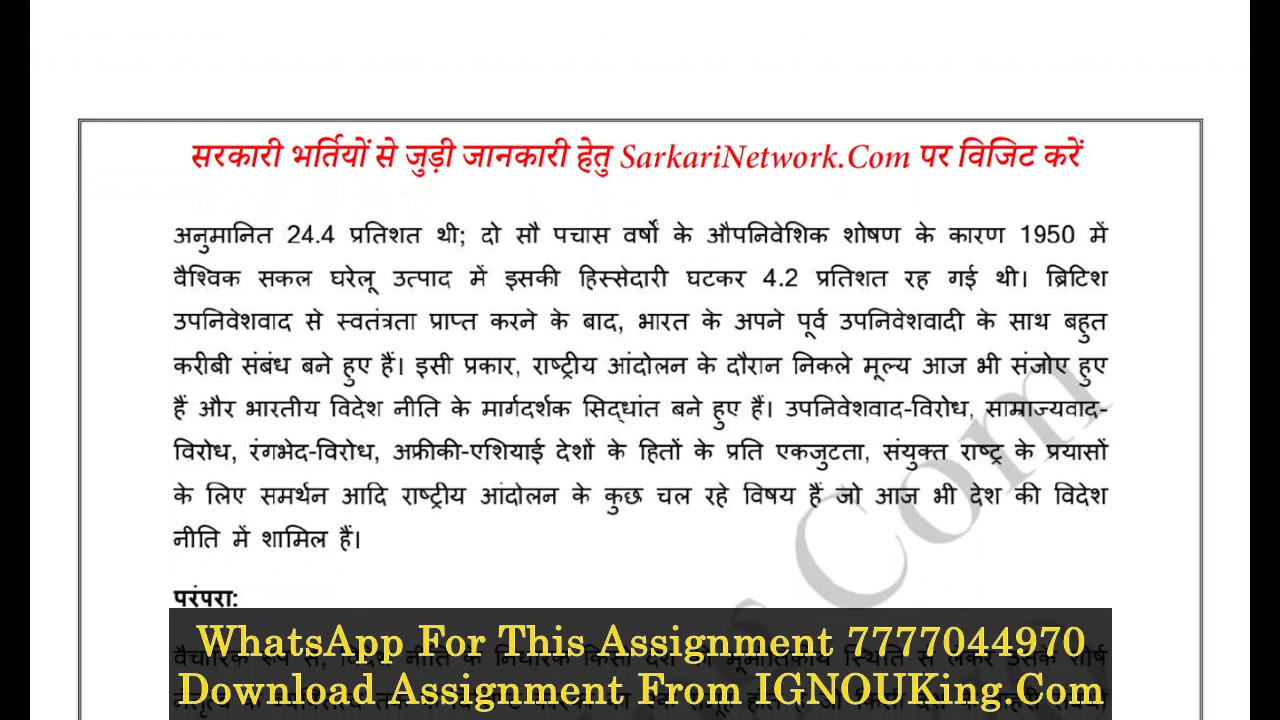 सरकारी भर्तियों से जुड़ी जानकारी हेतु SarkariNetwork.Com पर विजिट करें
अनुमानित 24.4 प्रतिशत थी; दो सौ पचास वर्षों के औपनिवेशिक शोषण के कारण 1950 में
वैश्विक सकल घरेलू उत्पाद में इसकी हिस्सेदारी घटकर 4.2 प्रतिशत रह गई थी। ब्रिटिश
उपनिवेशवाद से स्वतंत्रता प्राप्त करने के बाद, भारत के अपने पूर्व उपनिवेशवादी के साथ बहुत
करीबी संबंध बने हुए हैं। इसी प्रकार, राष्ट्रीय आंदोलन के दौरान निकले मूल्य आज भी संजोए हुए
हैं और भारतीय विदेश नीति के मार्गदर्शक सिद्धांत बने हुए हैं। उपनिवेशवाद-विरोध, साम्राज्यवाद-
विरोध, रंगभेद-विरोध, अफ्रीकी-एशियाई देशों के हितों के प्रति एकजुटता, संयुक्त राष्ट्र के प्रयासों
के लिए समर्थन आदि राष्ट्रीय आंदोलन के कुछ चल रहे विषय हैं जो आज भी देश की विदेश
नीति में शामिल हैं।
परंपरा:
WhatsApp For This Assignment 7777044970
Download Assignment From IGNOUKing.Com